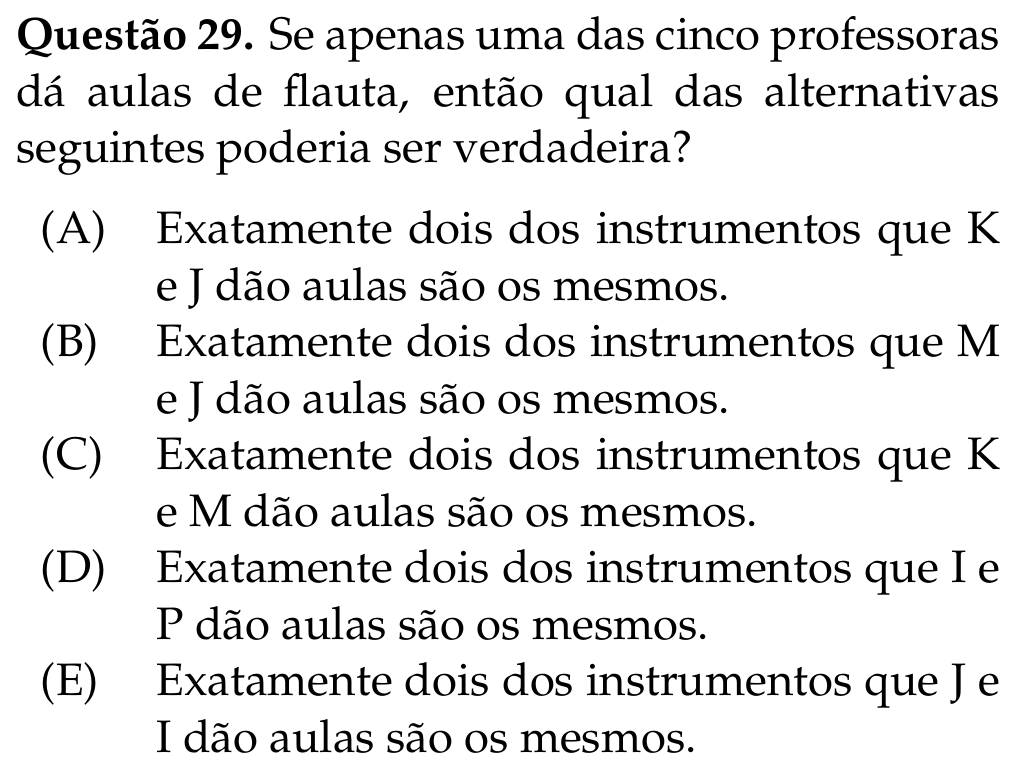 Questão 29. Se apenas uma das cinco professoras
dá aulas de flauta, então qual das alternativas
seguintes poderia ser verdadeira?
(A) Exatamente dois dos instrumentos que K
e J dão aulas são os mesmos.
(B) Exatamente dois dos instrumentos que M
e J dão aulas são os mesmos.
(C) Exatamente dois dos instrumentos que K
e M dão aulas são os mesmos.
(D) Exatamente dois dos instrumentos que I e
P dão aulas são os mesmos.
(E) Exatamente dois dos instrumentos que J e
I dão aulas são os mesmos.